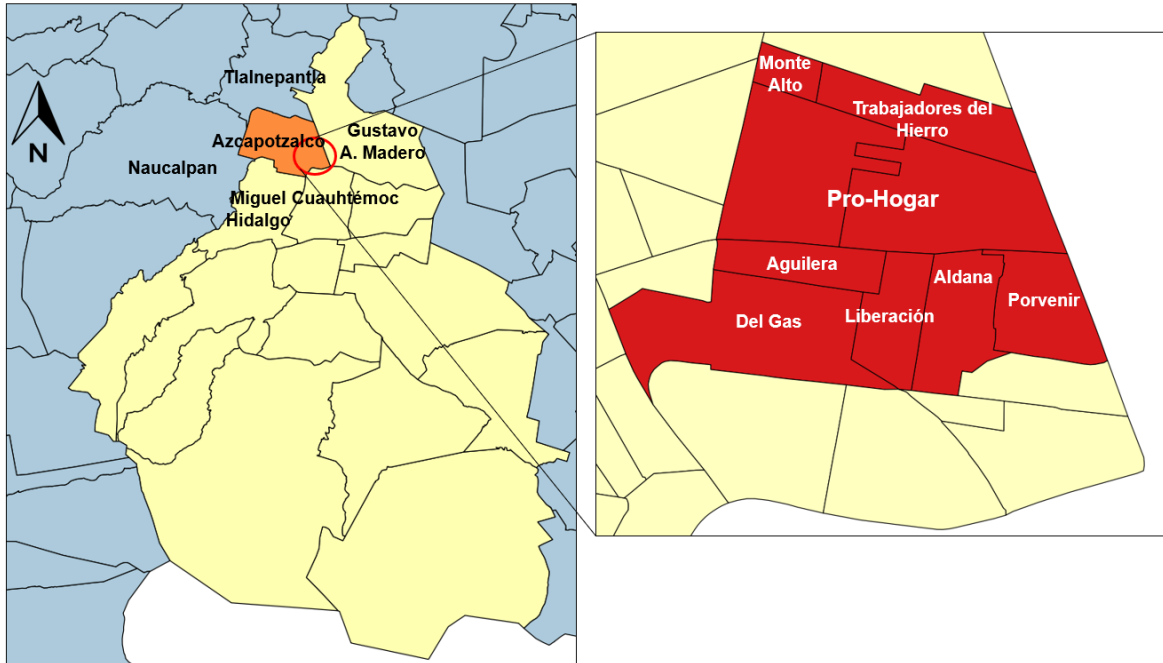 Tlalnepantla
Azcapotzalco
Gustavo
A. Madero
N
Naucalpan
Miguel Cuauhtémoc
Hidalgo
Monte
Alto
Trabajadores del
Hierro
Pro-Hogar
Aguilera
Aldana
Porvenir
Del Gas
Liberación